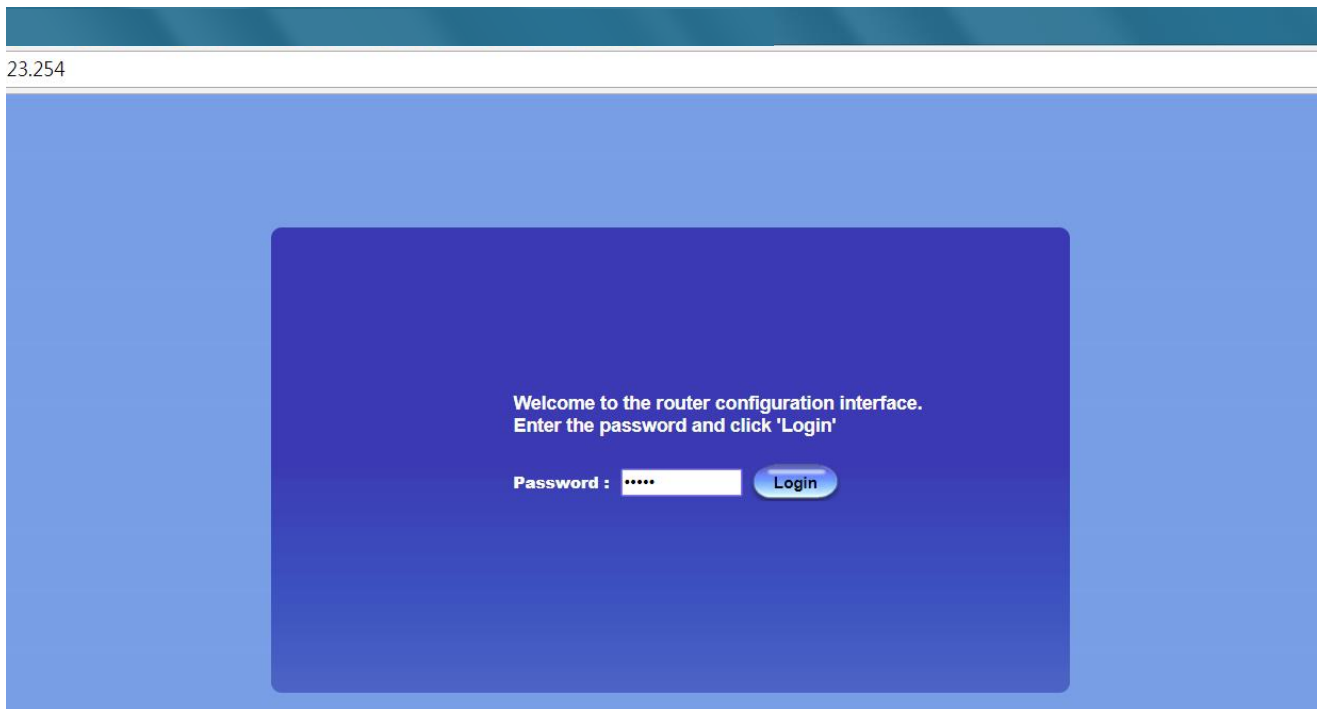 23.254
Welcome to the router configuration interface.
Enter the password and click 'Login'
Password : ••••• Login